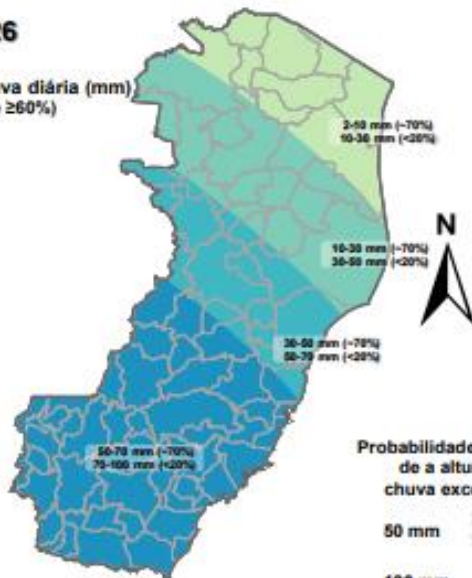 26
va diária (mm)
≥60%)
2-10 mm (~70%)
10-30 mm (<20%)
N
10-30 mm (~70%)
30-50 mm (<20%)
30-50 mm (~70%)
50-70 mm (<20%)
50-70 mm (~70%)
70-100 mm (<20%)
Probabilidade
de a altu
chuva exc
50 mm